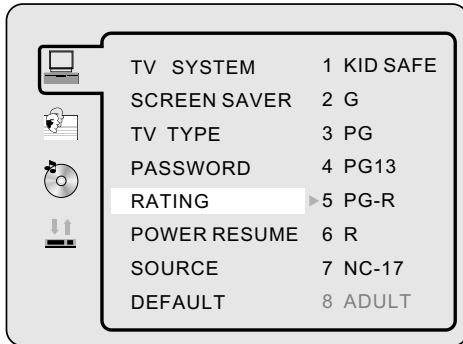 TV SYSTEM 1 KID SAFE
SCREEN SAVER 2 G
TV TYPE 3 PG
PASSWORD 4 PG13
RATING 5 PG-R
POWER RESUME 6 R
SOURCE 7 NC-17
DEFAULT 8 ADULT